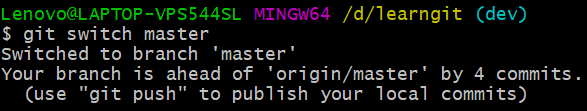 Lenovo@LAPTOP-VPS544SL MINGW64 /d/learngit (dev)
$ git switch master
Switched to branch 'master'
Your branch is ahead of 'origin/master' by 4 commits.
  (use "git push" to publish your local commits)